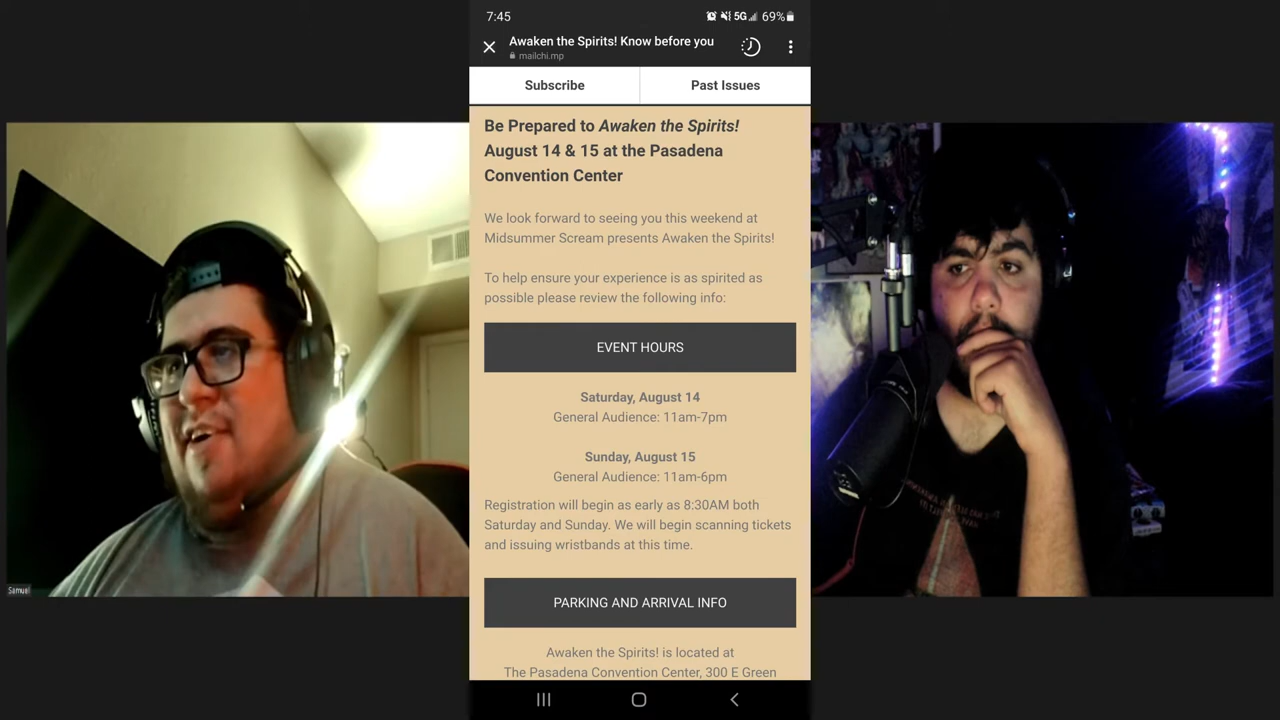 7:45
5G
69%
Awaken the Spirits! Know before you
mailchi.mp
Subscribe
Past Issues
Be Prepared to Awaken the Spirits!
August 14 & 15 at the Pasadena
Convention Center
We look forward to seeing you this weekend at
Midsummer Scream presents Awaken the Spirits!
To help ensure your experience is as spirited as
possible please review the following info:
EVENT HOURS
Saturday, August 14
General Audience: 11am-7pm
Sunday, August 15
General Audience: 11am-6pm
Registration will begin as early as 8:30AM both
Saturday and Sunday. We will begin scanning tickets
and issuing wristbands at this time.
PARKING AND ARRIVAL INFO
Awaken the Spirits! is located at
The Pasadena Convention Center, 300 E Green
Samuel